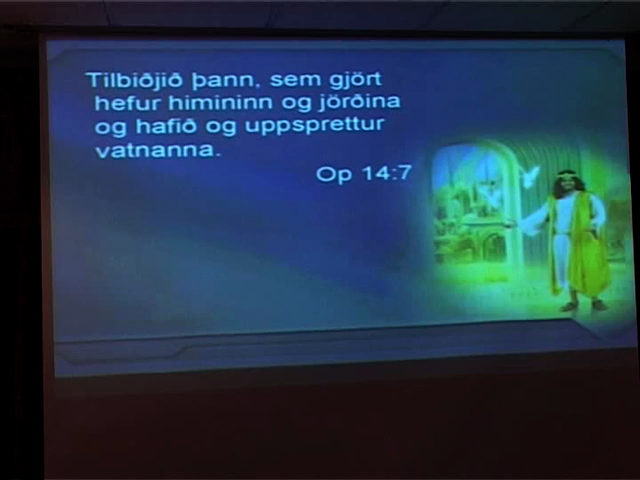 Tilbiðjið þann, sem gjört
hefur himininn og jörðina
og hafið og uppsprettur
vatnanna.
Op 14:7